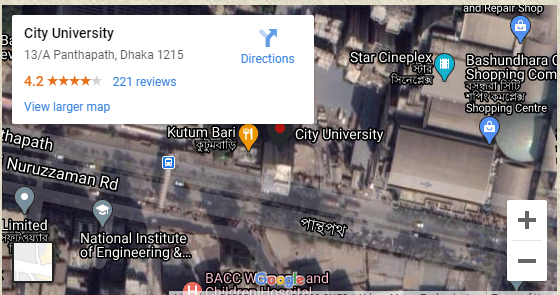 City University
13/A Panthapath, Dhaka 1215
4.2
221 reviews
Directions
View larger map
and Repair Shop
Star Cineplex
স্টার
সিনেপ্লেক্স
Bashundhara C
Shopping Com
বসুন্ধরা সিটি
শপিংকমপ্লেক্স
Shopping Centre
Kutum Bari
কুটুমবাড়ি
City University
thapath
Nuruzzaman Rd
পান্থপথ
Limited
National Institute
of Engineering &...
BACC Wo and
Children Hospital
Google